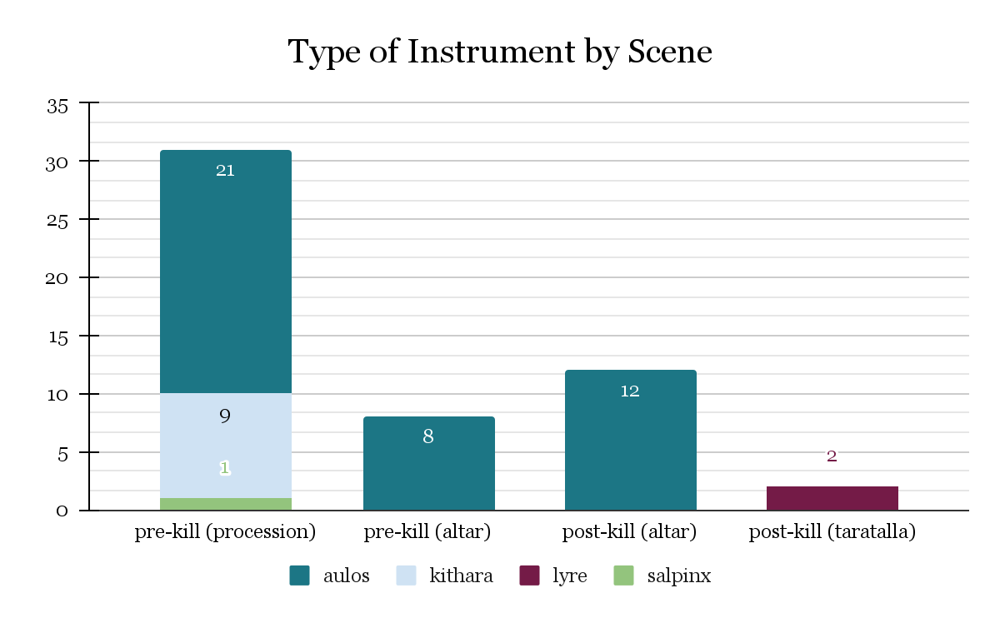 Type of Instrument by Scene
35
30
25
20
15
10
5
0
21
9
1
8
12
2
pre-kill (procession)
pre-kill (altar)
post-kill (altar)
post-kill (taratalla)
aulos
kithara
lyre
salpinx